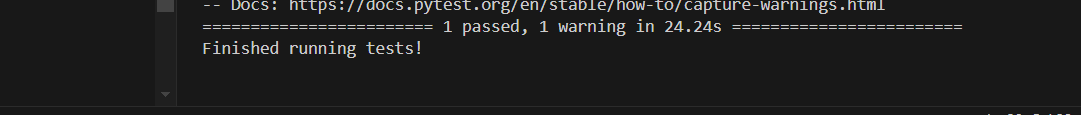 -- Docs: https://docs.pytest.org/en/stable/how-to/capture-warnings.html
======================== 1 passed, 1 warning in 24.24s ========================
Finished running tests!